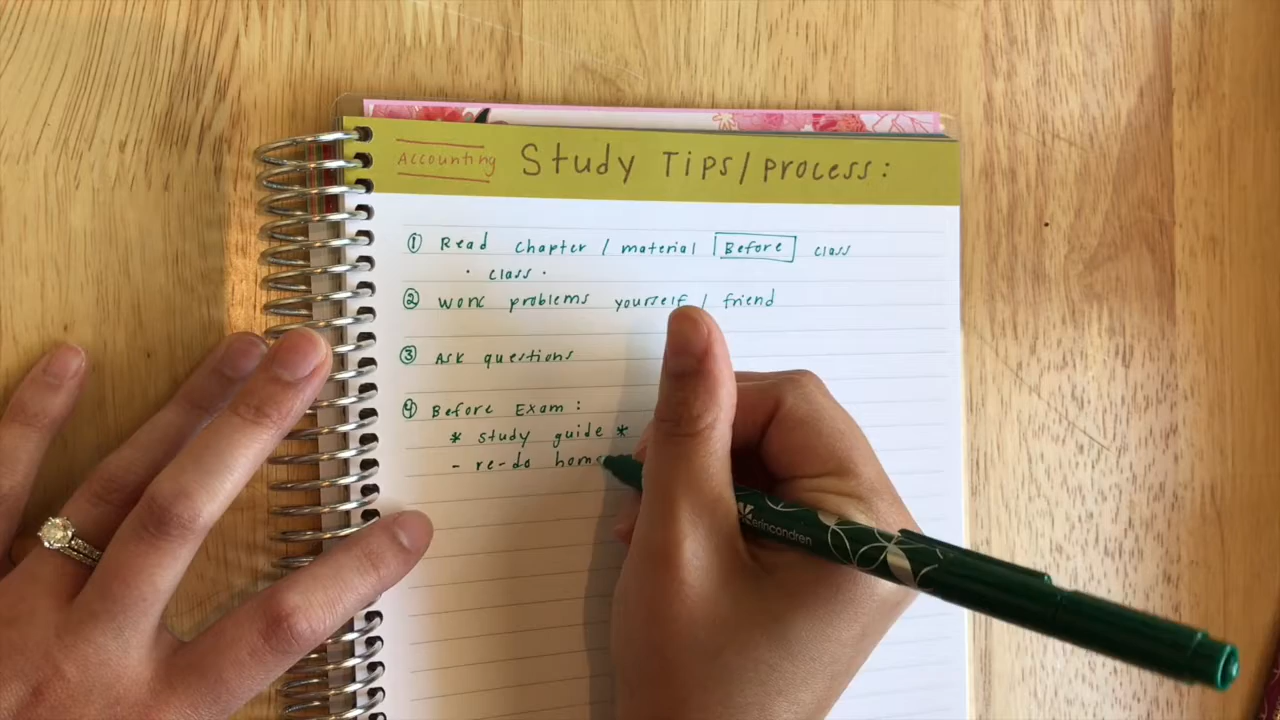 Accounting Study Tips/process:
① Read chapter / material Before class
· class ·
② Work problems yourself / friend
③ Ask questions
④ Before Exam:
* study guide *
- re-do home
erincondren